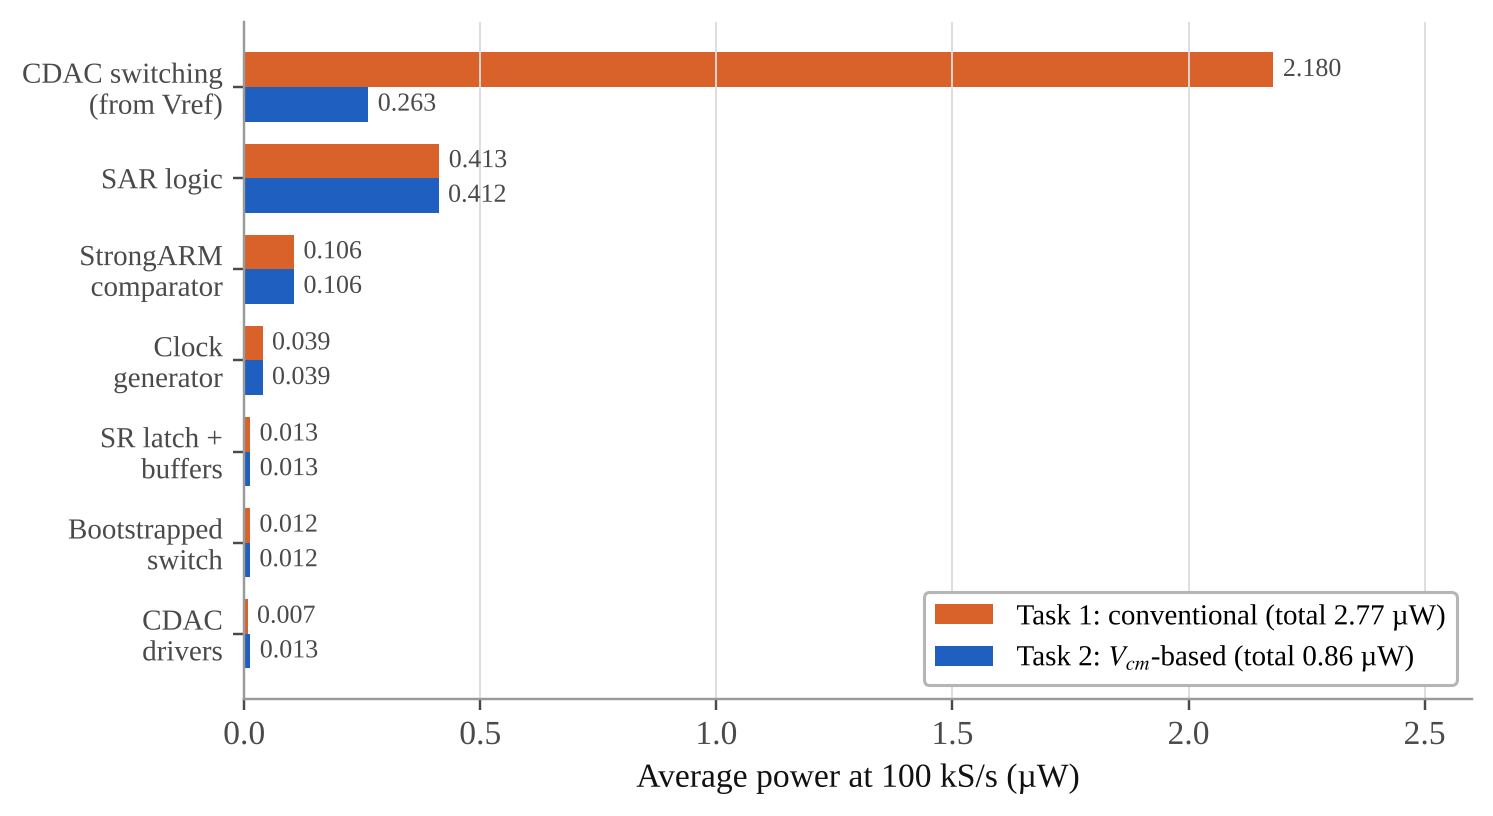 CDAC switching
(from Vref)
2.180
0.263
SAR logic
0.413
0.412
StrongARM
comparator
0.106
0.106
Clock
generator
0.039
0.039
SR latch +
buffers
0.013
0.013
Bootstrapped
switch
0.012
0.012
CDAC
drivers
0.007
0.013
Task 1: conventional (total 2.77 µW)
Task 2: Vcm-based (total 0.86 µW)
0.0 0.5 1.0 1.5 2.0 2.5
Average power at 100 kS/s (µW)